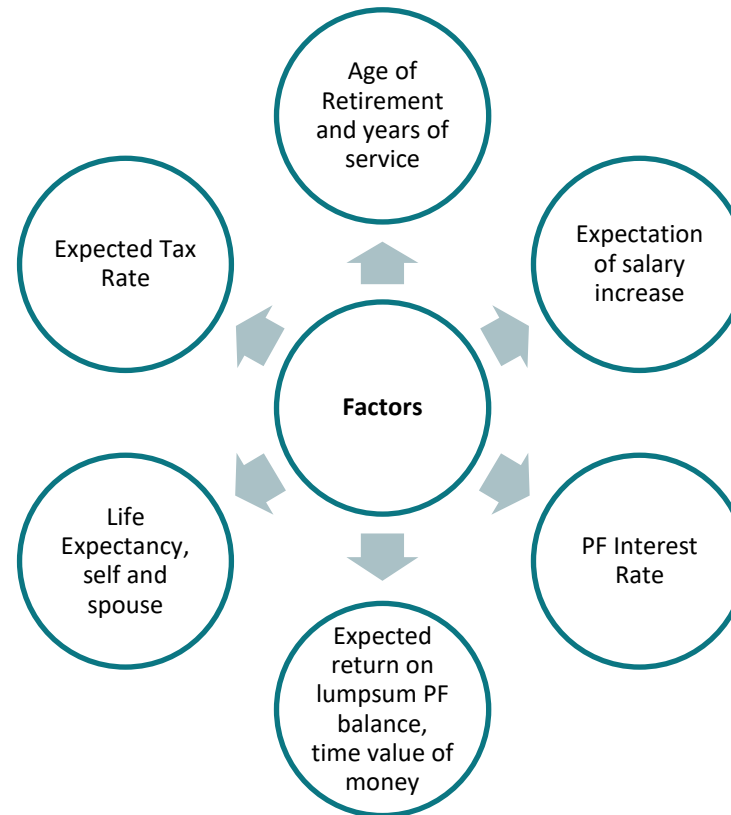 Age of
Retirement
and years of
service
Expected Tax
Rate
Expectation
of salary
increase
Factors
Life
Expectancy,
self and
spouse
PF Interest
Rate
Expected
return on
lumpsum PF
balance,
time value of
money